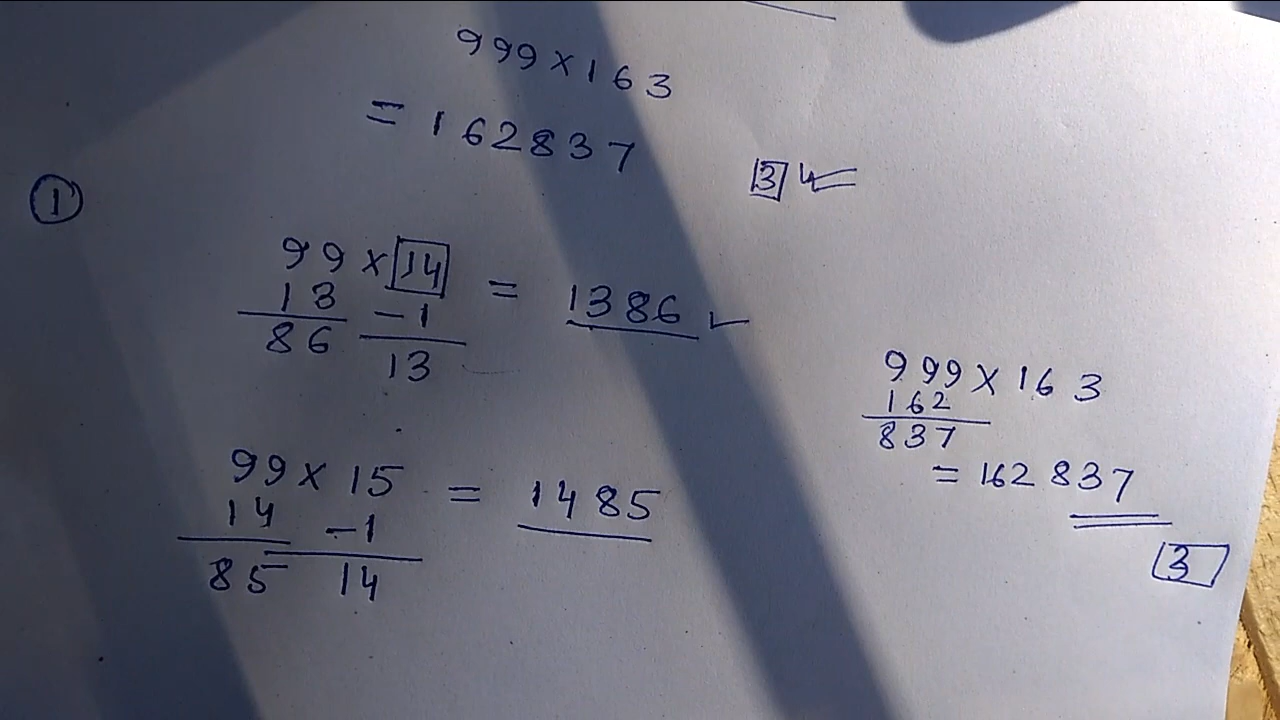 999 × 163
= 162837
3 4
1
99 × 14 = 1386 ✓
13 −1
86 13
99 × 15 = 1485
14 −1
85 14
999 × 163
162
837
= 162837
3